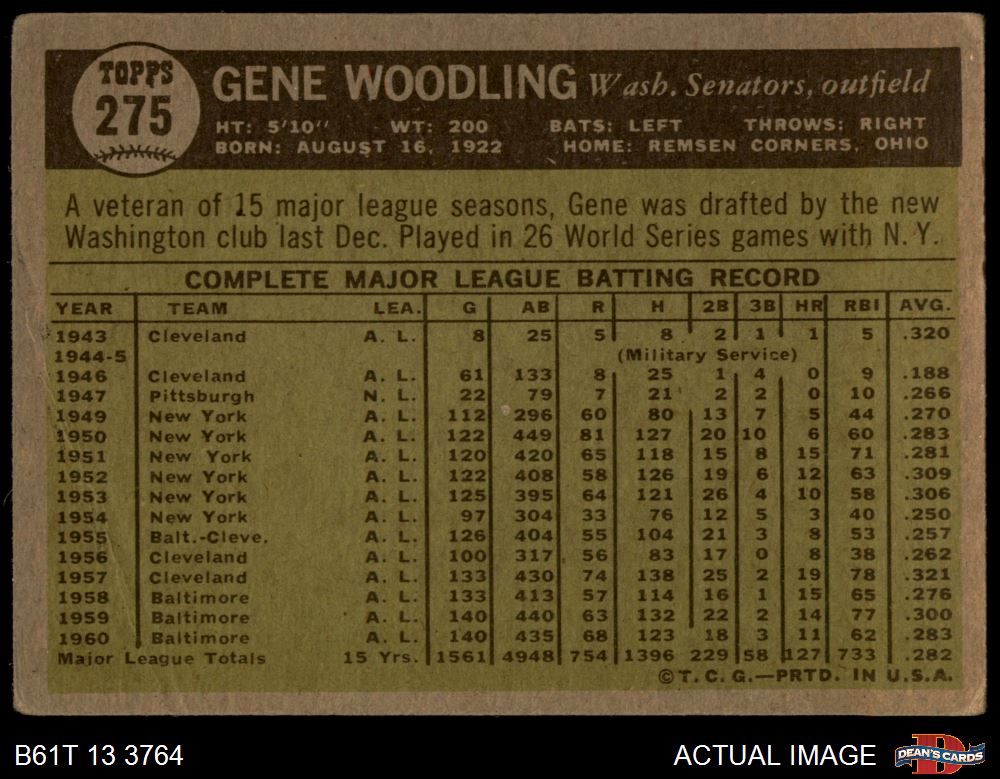 TOPPS
275
GENE WOODLING Wash. Senators, outfield
HT: 5'10" WT: 200 BATS: LEFT THROWS: RIGHT
BORN: AUGUST 16, 1922 HOME: REMSEN CORNERS, OHIO
A veteran of 15 major league seasons, Gene was drafted by the new
Washington club last Dec. Played in 26 World Series games with N. Y.
COMPLETE MAJOR LEAGUE BATTING RECORD
YEAR TEAM LEA. G AB R H 2B 3B HR RBI AVG.
1943 Cleveland A. L. 8 25 5 8 2 1 1 5 .320
1944-5 (Military Service)
1946 Cleveland A. L. 61 133 8 25 1 4 0 9 .188
1947 Pittsburgh N. L. 22 79 7 21 2 2 0 10 .266
1949 New York A. L. 112 296 60 80 13 7 5 44 .270
1950 New York A. L. 122 449 81 127 20 10 6 60 .283
1951 New York A. L. 120 420 65 118 15 8 15 71 .281
1952 New York A. L. 122 408 58 126 19 6 12 63 .309
1953 New York A. L. 125 395 64 121 26 4 10 58 .306
1954 New York A. L. 97 304 33 76 12 5 3 40 .250
1955 Balt.-Cleve. A. L. 126 404 55 104 21 3 8 53 .257
1956 Cleveland A. L. 100 317 56 83 17 0 8 38 .262
1957 Cleveland A. L. 133 430 74 138 25 2 19 78 .321
1958 Baltimore A. L. 133 413 57 114 16 1 15 65 .276
1959 Baltimore A. L. 140 440 63 132 22 2 14 77 .300
1960 Baltimore A. L. 140 435 68 123 18 3 11 62 .283
Major League Totals 15 Yrs. 1561 4948 754 1396 229 58 127 733 .282
©T. C. G.—PRTD. IN U.S.A.
B61T 13 3764 ACTUAL IMAGE DEAN'S CARDS